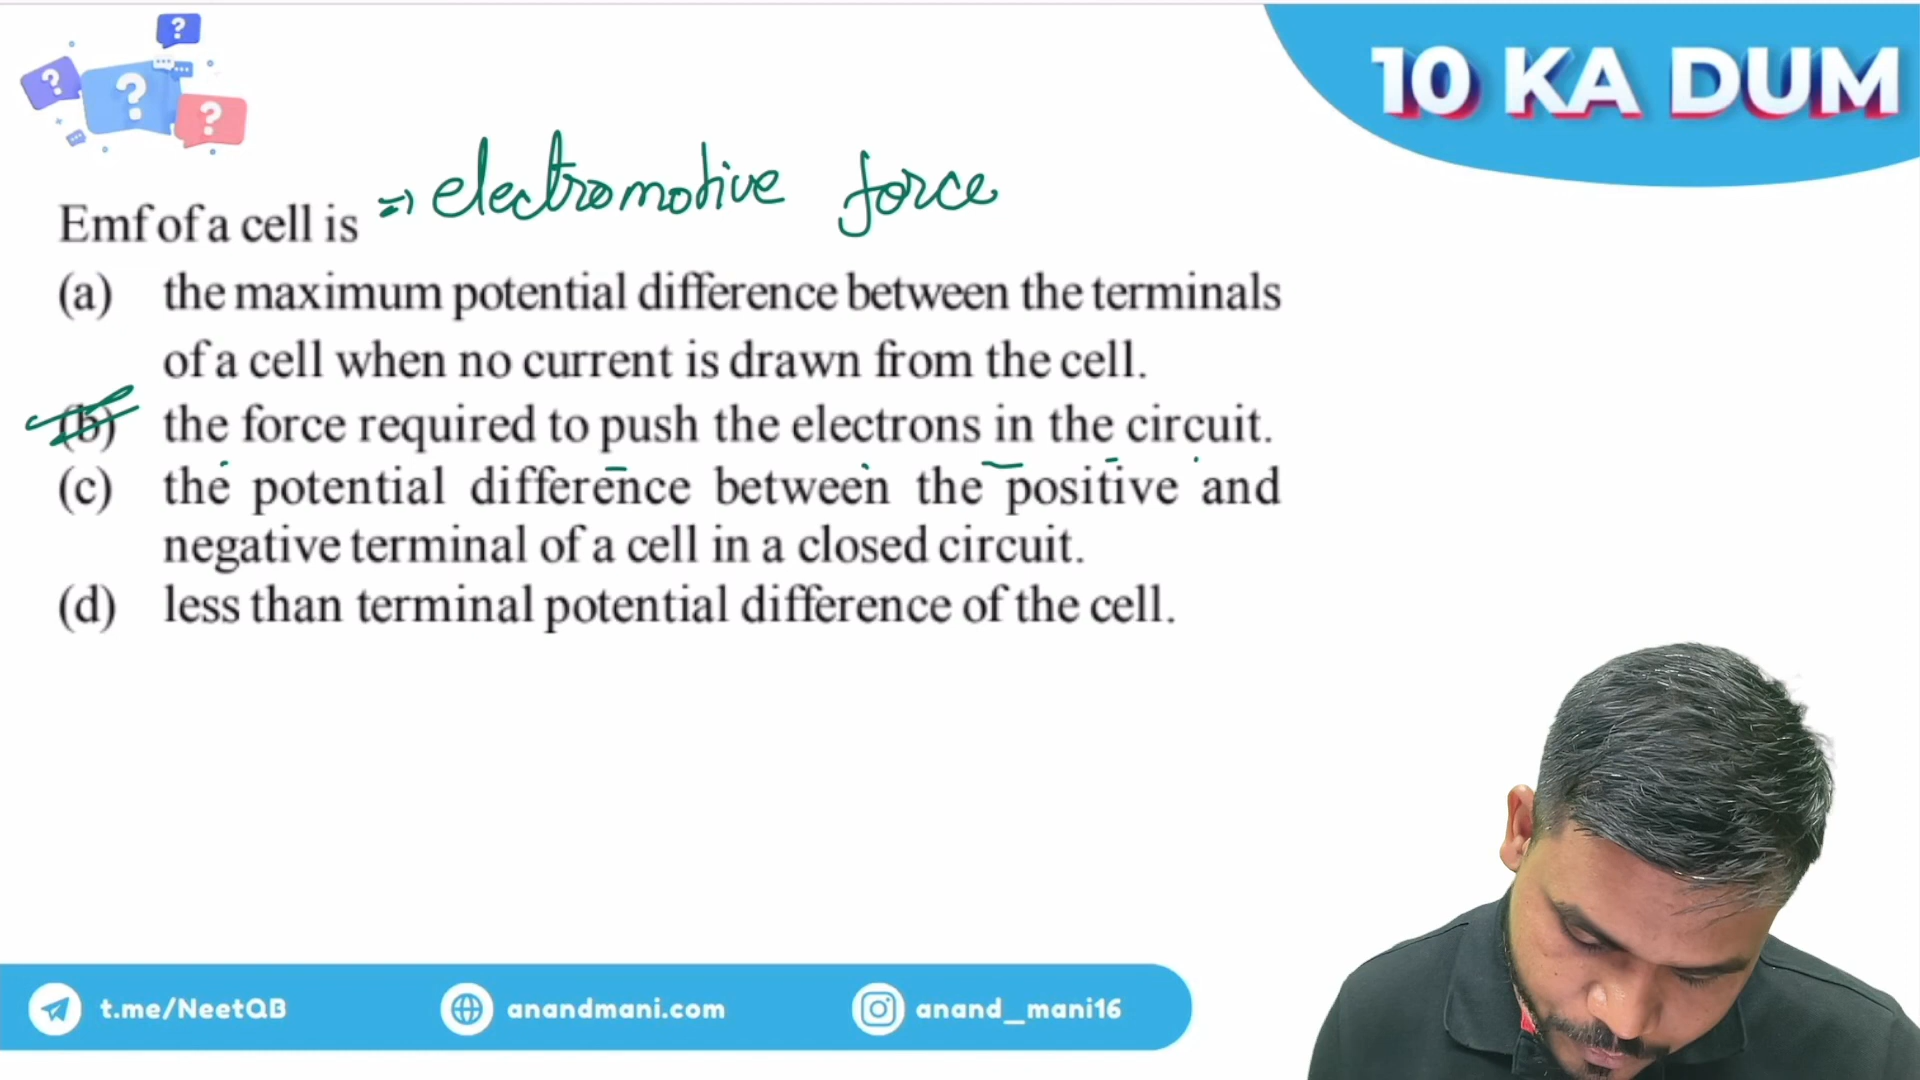 10 KA DUM
Emf of a cell is => electromotive force
(a) the maximum potential difference between the terminals
of a cell when no current is drawn from the cell.
(b) the force required to push the electrons in the circuit.
(c) the potential difference between the positive and
negative terminal of a cell in a closed circuit.
(d) less than terminal potential difference of the cell.
t.me/NeetQB anandmani.com anand_mani16